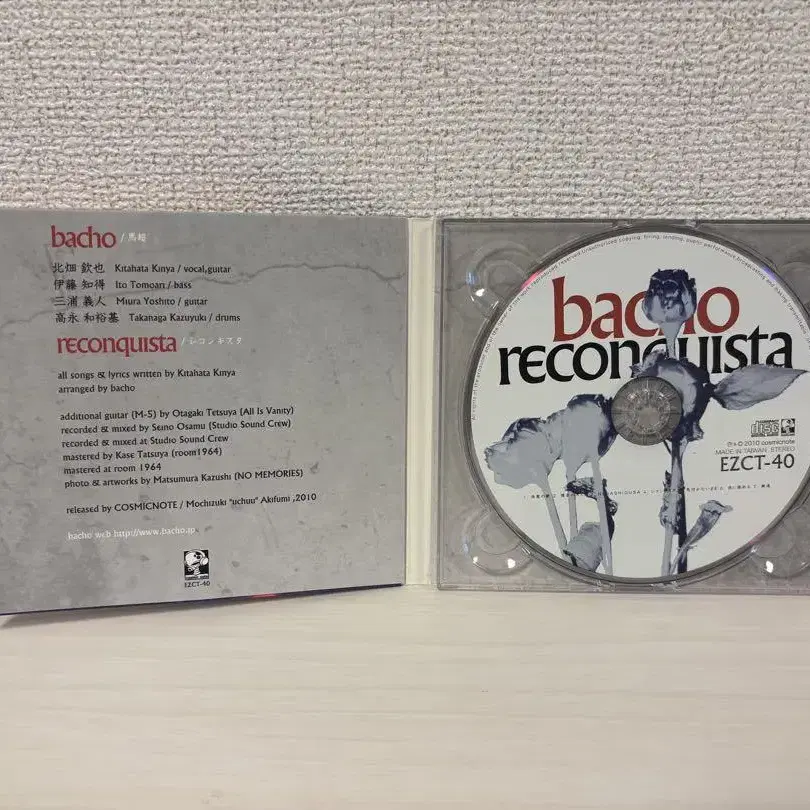 bacho / 馬超
北畑 欽也 Kitahata Kinya / vocal,guitar
伊藤 知得 Ito Tomoari / bass
三浦 義人 Miura Yoshito / guitar
高永 和裕基 Takanaga Kazuyuki / drums
reconquista / レコンキスタ
all songs & lyrics written by Kitahata Kinya
arranged by bacho
additional guitar (M-5) by Otagaki Tetsuya (All Is Vanity)
recorded & mixed by Seino Osamu (Studio Sound Crew)
recorded & mixed at Studio Sound Crew
mastered by Kase Tatsuya (room1964)
mastered at room 1964
photo & artworks by Matsumura Kazushi (NO MEMORIES)
released by COSMICNOTE / Mochizuki "uchuu" Akifumi ,2010
bacho web http://www.bacho.jp
EZCT-40
bacho
reconquista
disc
℗ & © 2010 cosmicnote
MADE IN TAIWAN STEREO
EZCT-40